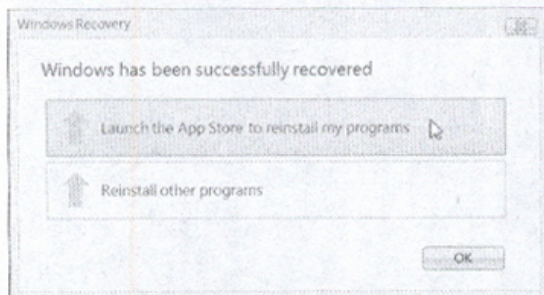 Windows Recovery
Windows has been successfully recovered
Launch the App Store to reinstall my programs
Reinstall other programs
OK